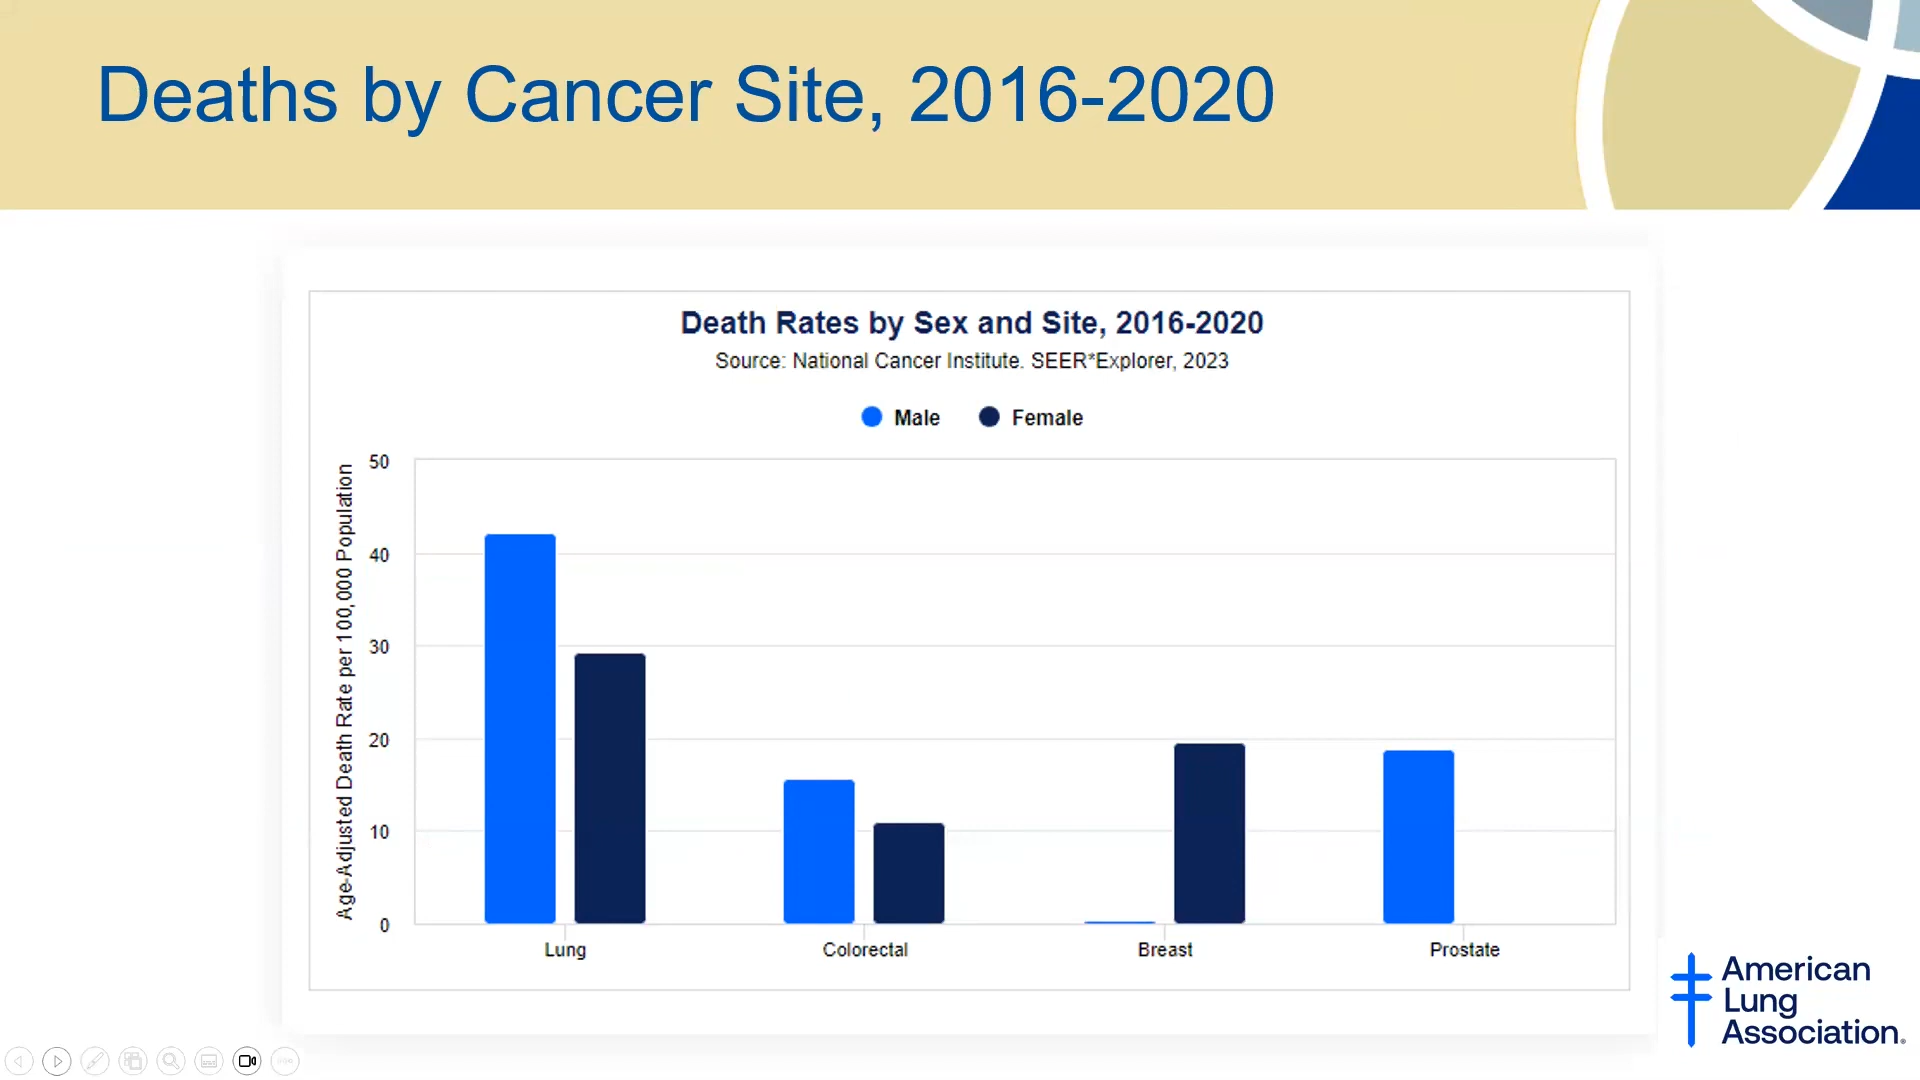 Deaths by Cancer Site, 2016-2020
Death Rates by Sex and Site, 2016-2020
Source: National Cancer Institute. SEER*Explorer, 2023
Male Female
Age-Adjusted Death Rate per 100,000 Population
50
40
30
20
10
0
Lung Colorectal Breast Prostate
American
Lung
Association®